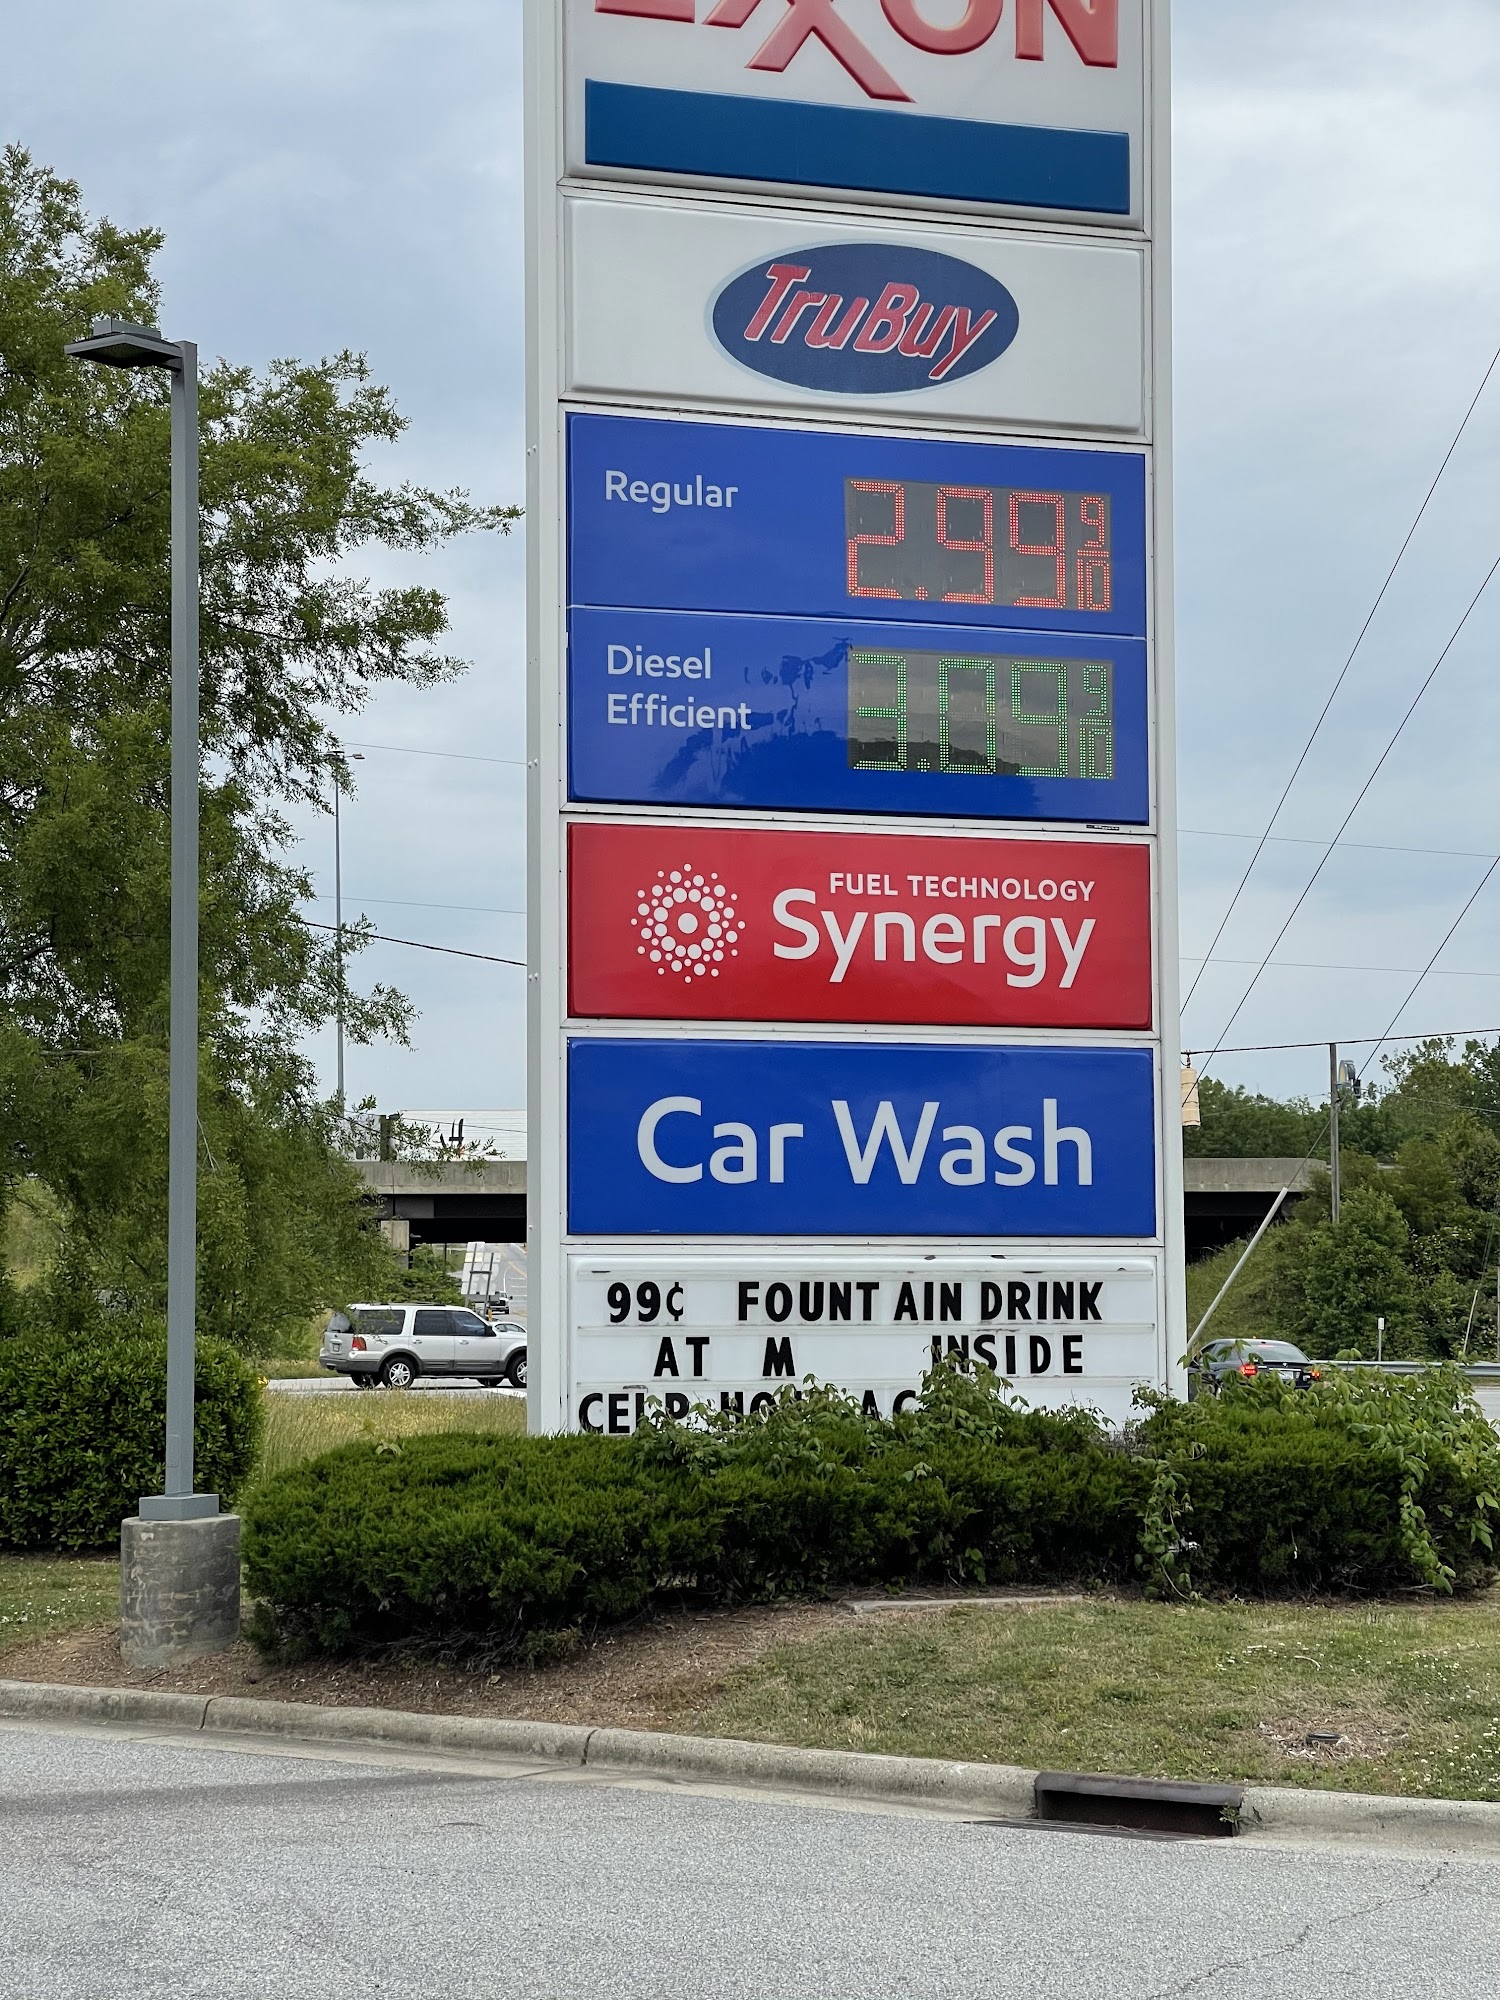 EXXON
TruBuy
Regular 2.99 9/10
Diesel 3.09 9/10
Efficient
FUEL TECHNOLOGY
Synergy
Car Wash
99¢ FOUNTAIN DRINK
AT M INSIDE